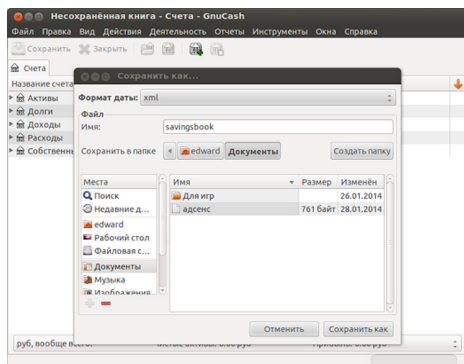 Несохранённая книга - Счета - GnuCash
Файл Правка Вид Действия Деятельность Отчеты Инструменты Окна Справка
Сохранить Закрыть
Счета
Название счета
Активы
Долги
Доходы
Расходы
Собственн
Сохранить как...
Формат даты: xml
Файл
Имя: savingsbook
Сохранить в папке edward Документы Создать папку
Места
Поиск
Недавние д...
edward
Рабочий стол
Файловая с...
Документы
Музыка
Изображения
Имя Размер Изменён
Для игр 26.01.2014
адсенс 761 байт 28.01.2014
Отменить Сохранить как
руб, вообще